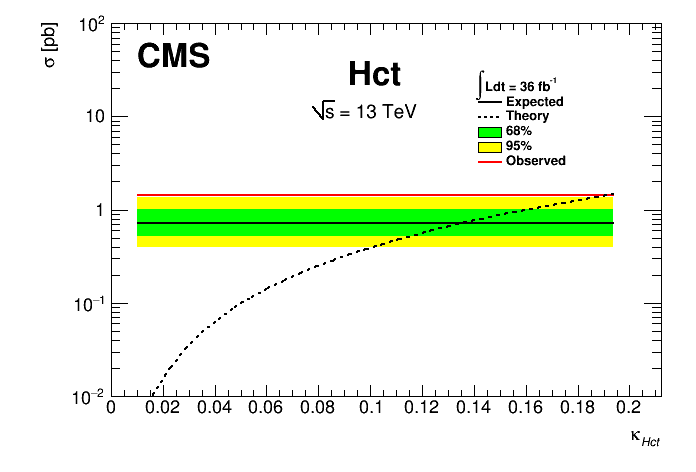 σ [pb]
10²
CMS
Hct
√s = 13 TeV
∫Ldt = 36 fb⁻¹
Expected
Theory
68%
95%
Observed
10
1
10⁻¹
10⁻²
0 0.02 0.04 0.06 0.08 0.1 0.12 0.14 0.16 0.18 0.2
κHct